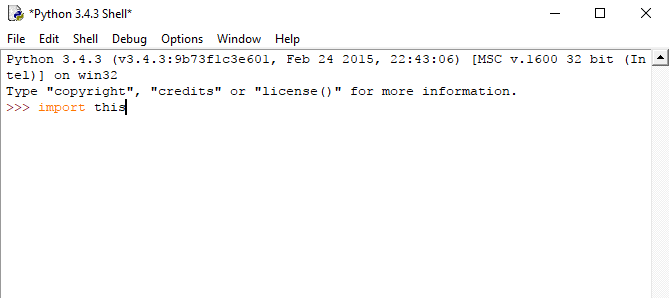 *Python 3.4.3 Shell*
File Edit Shell Debug Options Window Help
Python 3.4.3 (v3.4.3:9b73f1c3e601, Feb 24 2015, 22:43:06) [MSC v.1600 32 bit (In
tel)] on win32
Type "copyright", "credits" or "license()" for more information.
>>> import this